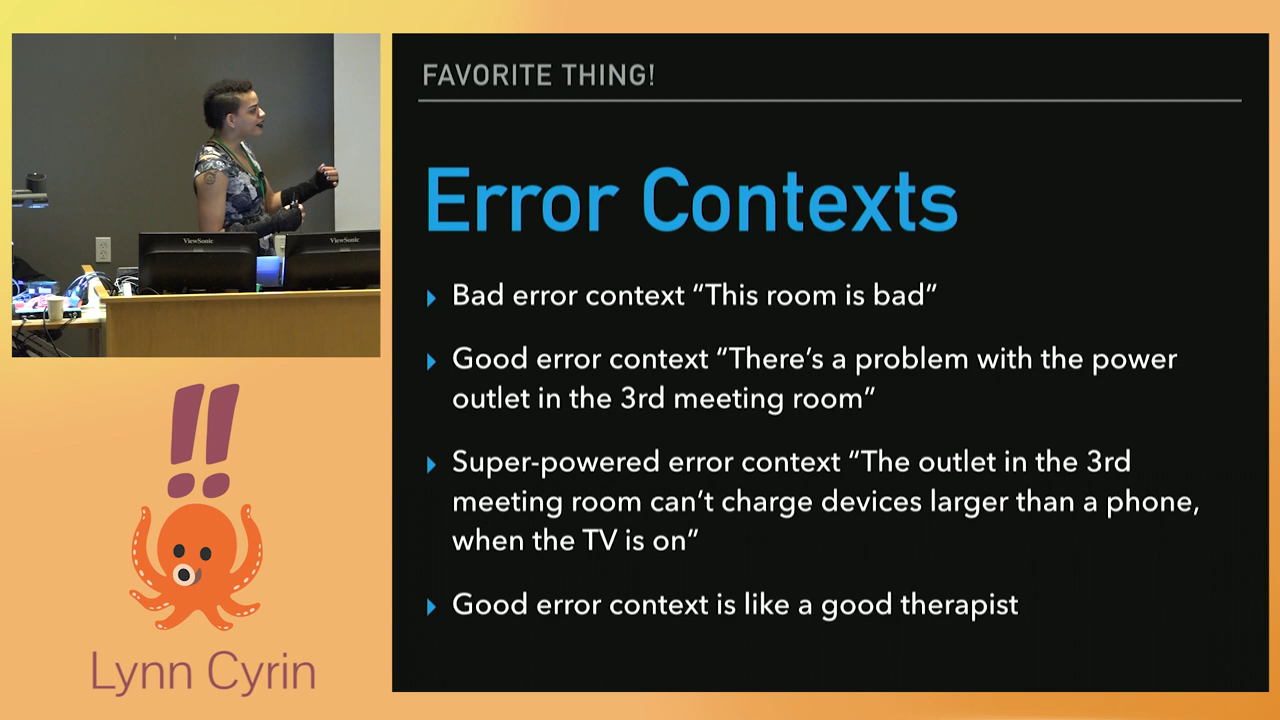 FAVORITE THING!
Error Contexts
Bad error context “This room is bad”
Good error context “There’s a problem with the power
outlet in the 3rd meeting room”
Super-powered error context “The outlet in the 3rd
meeting room can’t charge devices larger than a phone,
when the TV is on”
Good error context is like a good therapist
ViewSonic
ViewSonic
!!
Lynn Cyrin